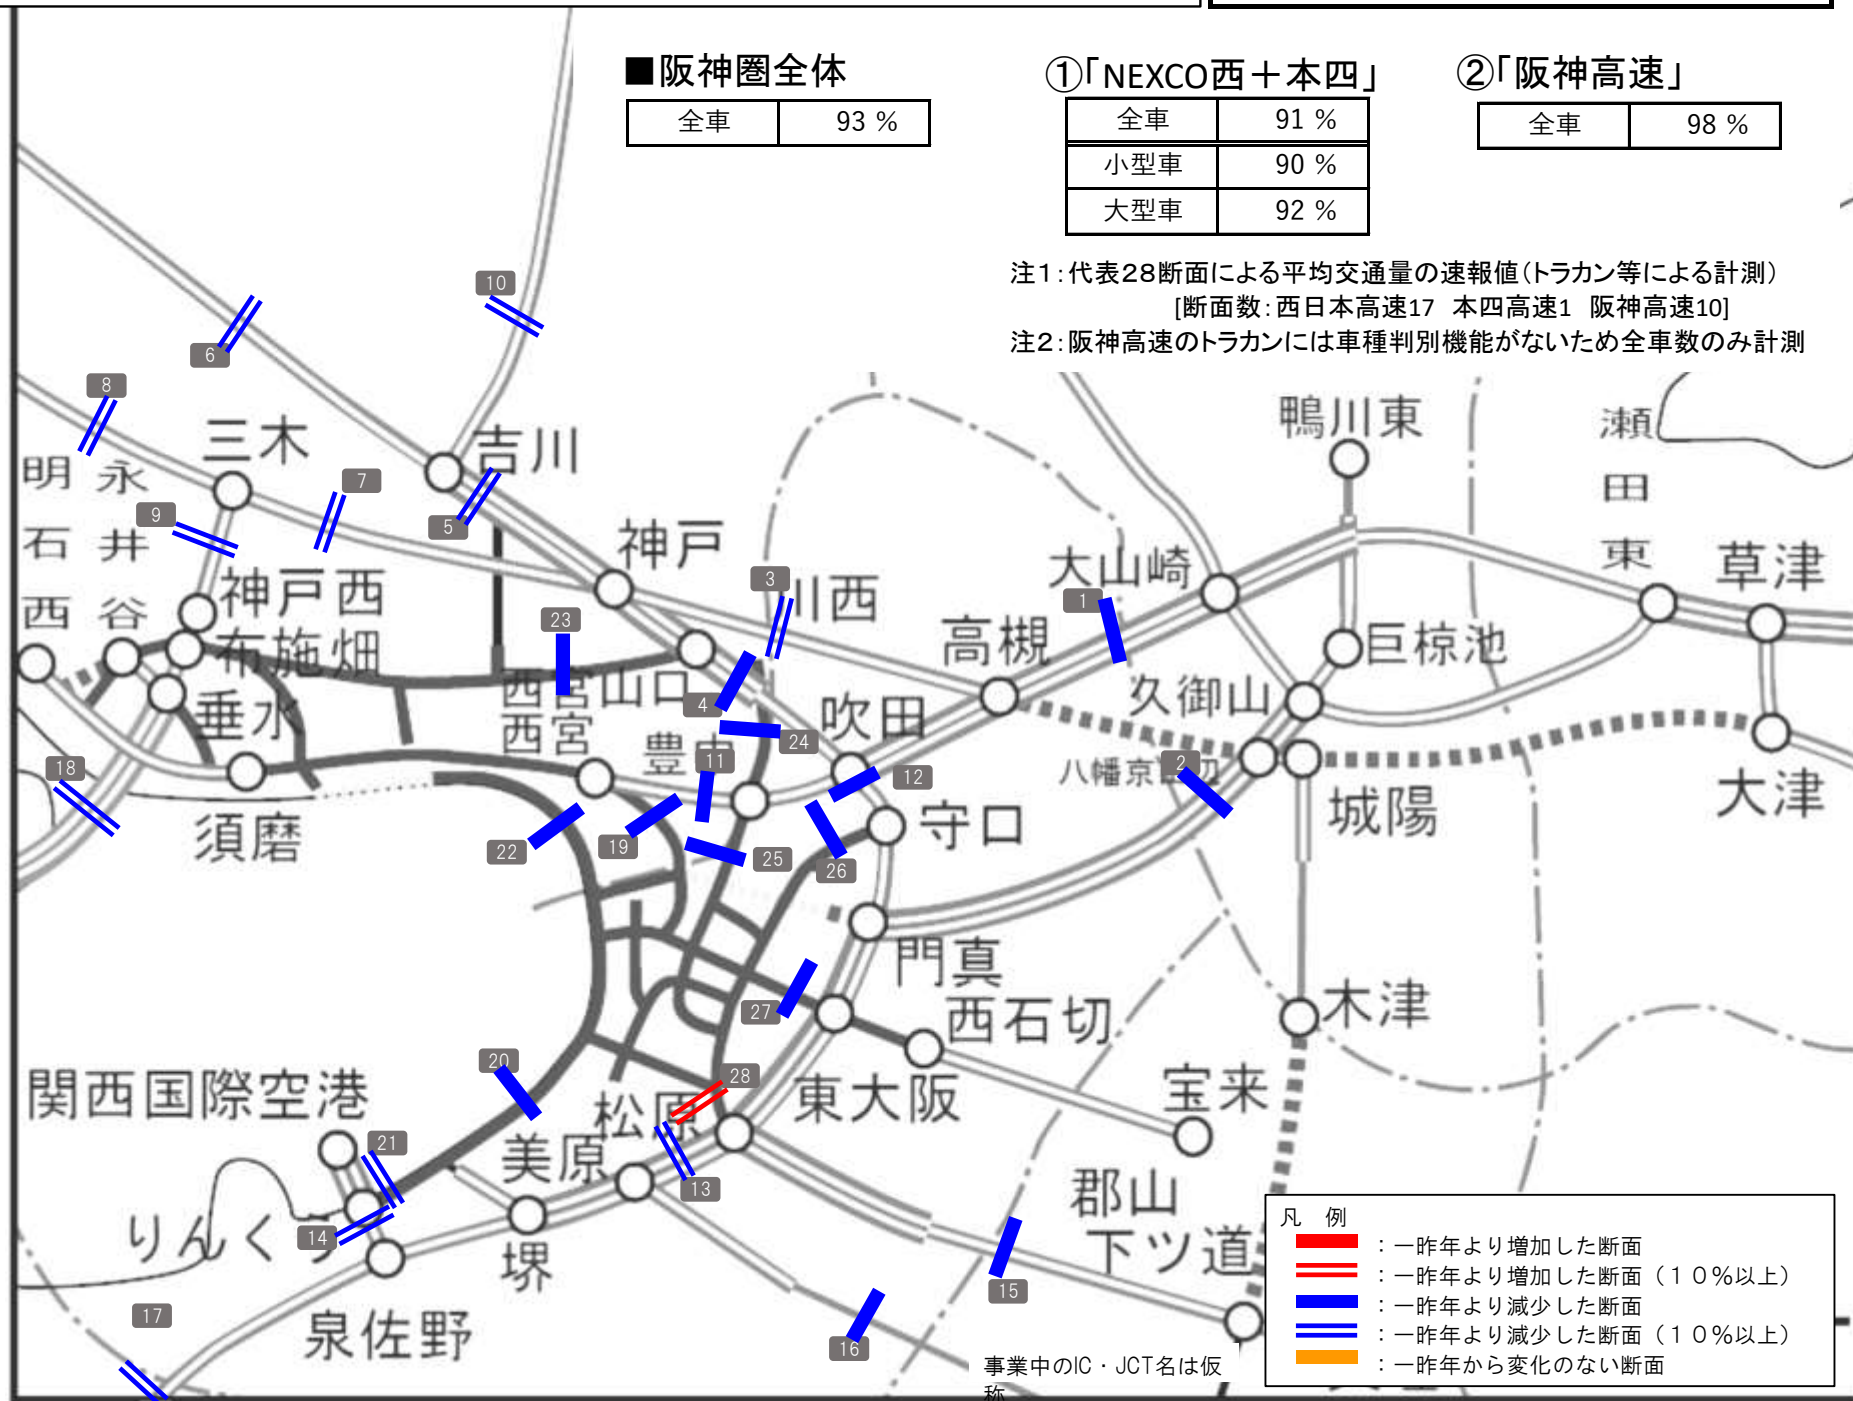 ■阪神圏全体
全車 93 %
①「NEXCO西＋本四」
全車 91 %
小型車 90 %
大型車 92 %
②「阪神高速」
全車 98 %
注１：代表２８断面による平均交通量の速報値（トラカン等による計測）
[断面数：西日本高速17　本四高速1　阪神高速10]
注２：阪神高速のトラカンには車種判別機能がないため全車数のみ計測
10
6
8
三木
吉川
鴨川東
瀬田東
明石西
永井谷
7
9
5
神戸
3
川西
大山崎
1
草津
神戸西
布施畑
23
高槻
巨椋池
西宮山口
4
久御山
垂水
西宮
吹田
24
豊中
11
12
八幡京田辺
2
18
大津
城陽
須磨
22
19
25
26
守口
門真
27
西石切
木津
20
28
関西国際空港
松原
東大阪
宝来
21
美原
13
郡山下ツ道
りんくう
14
堺
15
17
泉佐野
16
事業中のIC・JCT名は仮
称
凡　例
：一昨年より増加した断面
：一昨年より増加した断面（１０％以上）
：一昨年より減少した断面
：一昨年より減少した断面（１０％以上）
：一昨年から変化のない断面